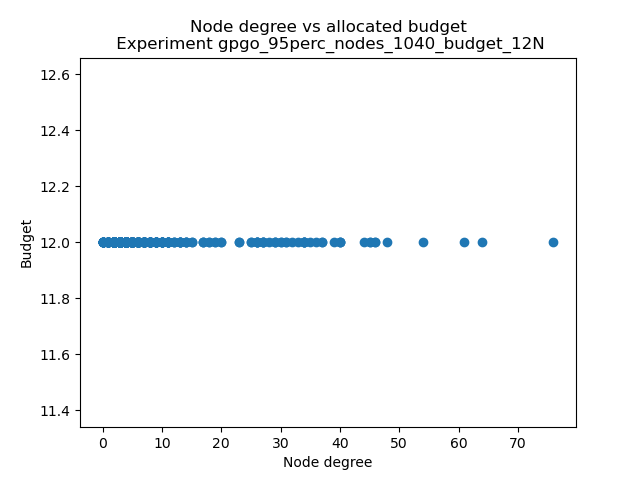 Node degree vs allocated budget
Experiment gpgo_95perc_nodes_1040_budget_12N
12.6
12.4
12.2
12.0
11.8
11.6
11.4
Budget
0 10 20 30 40 50 60 70
Node degree